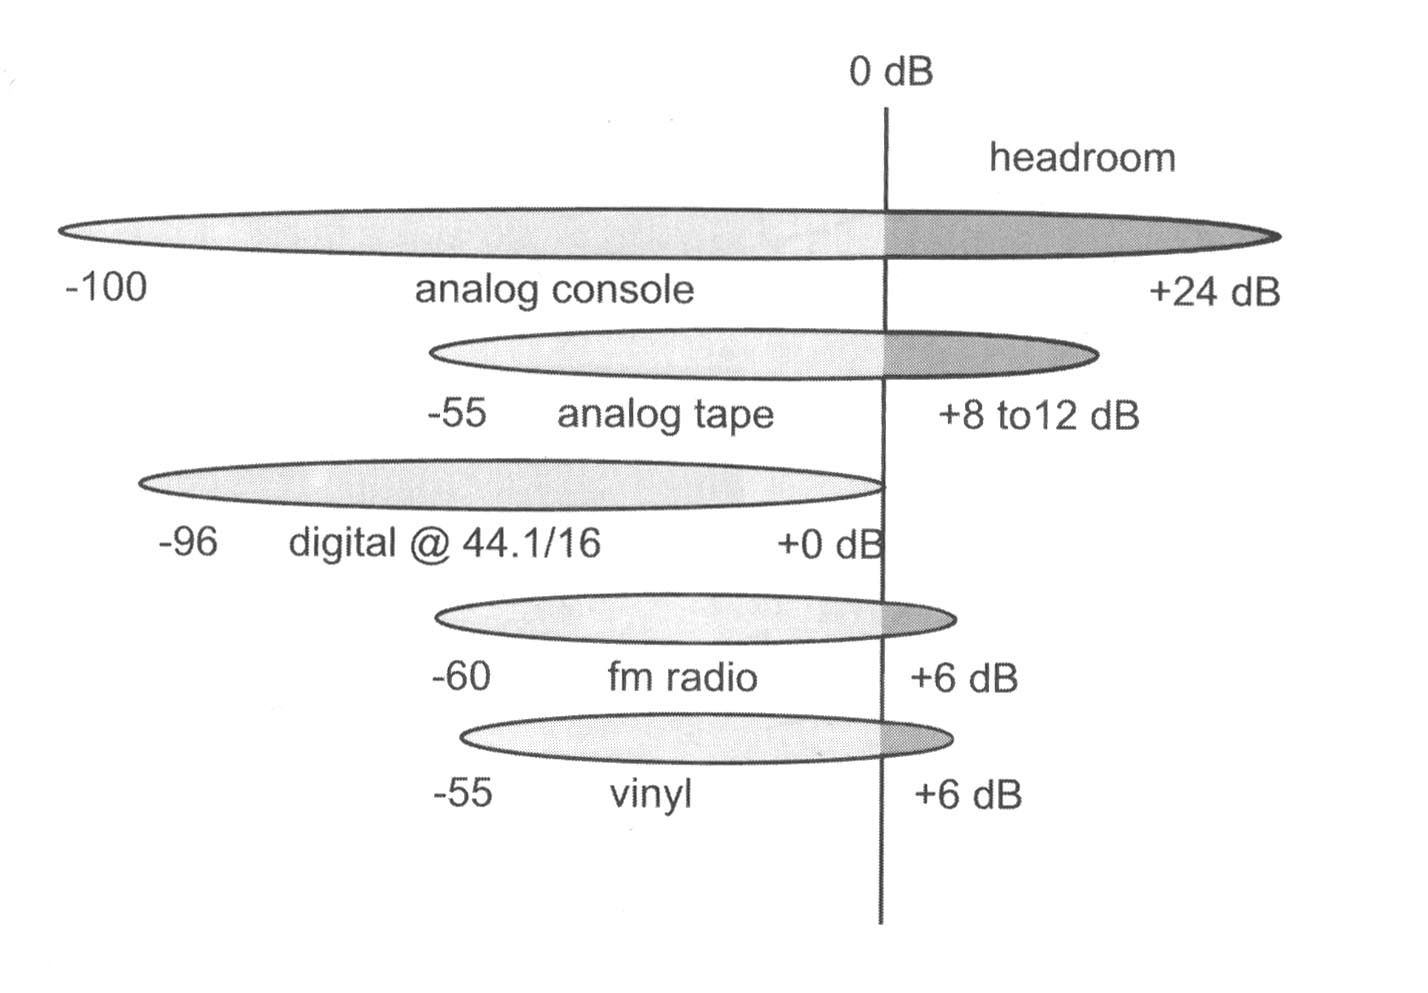 0 dB
headroom
-100 analog console +24 dB
-55 analog tape +8 to12 dB
-96 digital @ 44.1/16 +0 dB
-60 fm radio +6 dB
-55 vinyl +6 dB